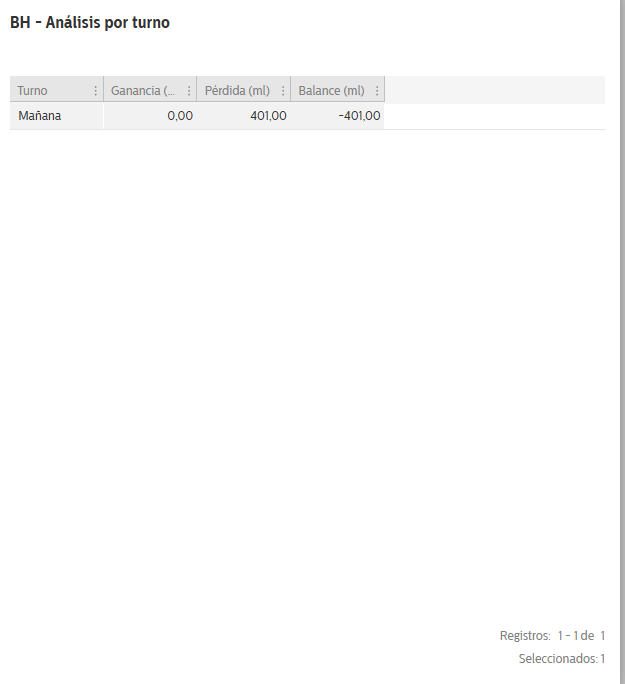 BH - Análisis por turno
Turno Ganancia (... Pérdida (ml) Balance (ml)
Mañana 0,00 401,00 -401,00
Registros: 1 - 1 de 1
Seleccionados: 1